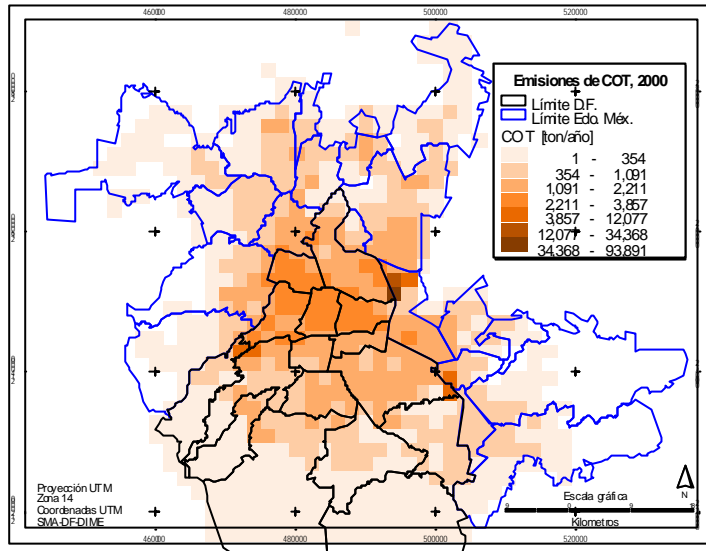 460000 480000 500000 520000
Emisiones de COT, 2000
Límite D.F.
Límite Edo. Méx.
COT [ton/año]
1 - 354
354 - 1,091
1,091 - 2,211
2,211 - 3,857
3,857 - 12,077
12,077 - 34,368
34,368 - 93,891
Proyección UTM
Zona 14
Coordenadas UTM
SMA-DF-DIME
N
Escala gráfica
Kilometros
460000 480000 500000 520000